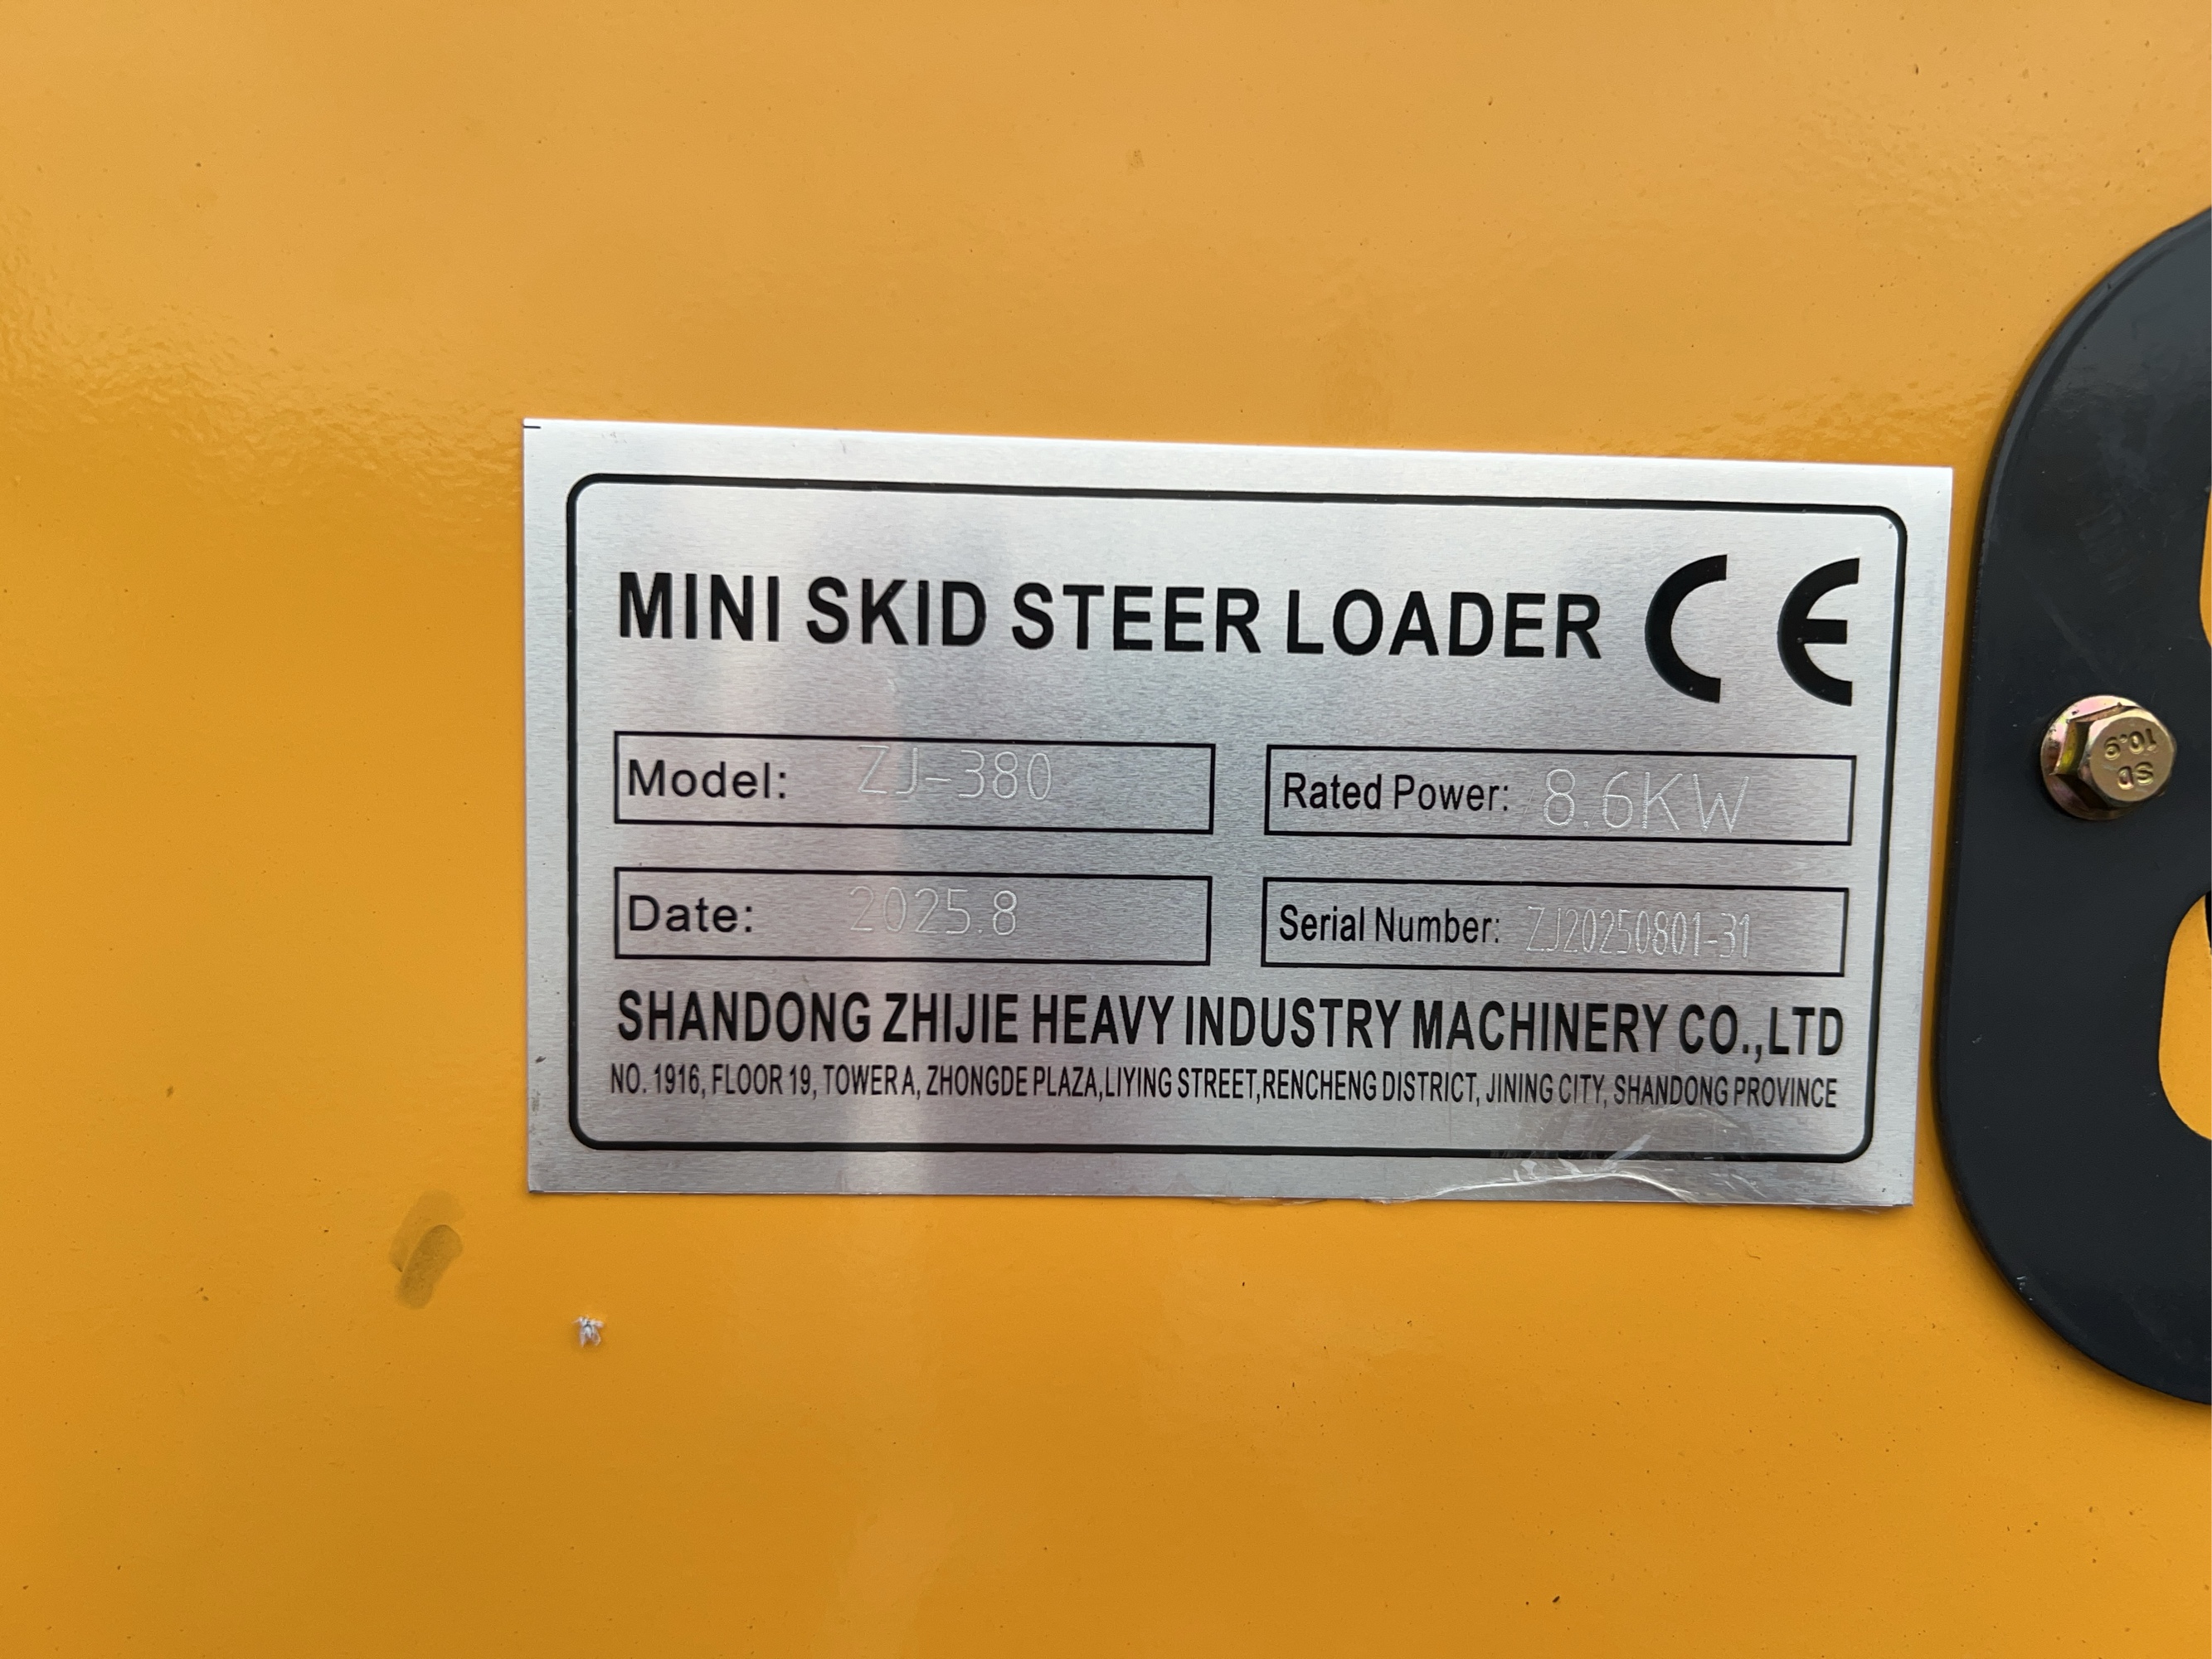 MINI SKID STEER LOADER CE
Model: ZJ-380
Rated Power: 8.6KW
Date: 2025.8
Serial Number: ZJ20250801-31
SHANDONG ZHIJIE HEAVY INDUSTRY MACHINERY CO.,LTD
NO. 1916, FLOOR 19, TOWER A, ZHONGDE PLAZA,LIYING STREET,RENCHENG DISTRICT, JINING CITY, SHANDONG PROVINCE
SD
10.9